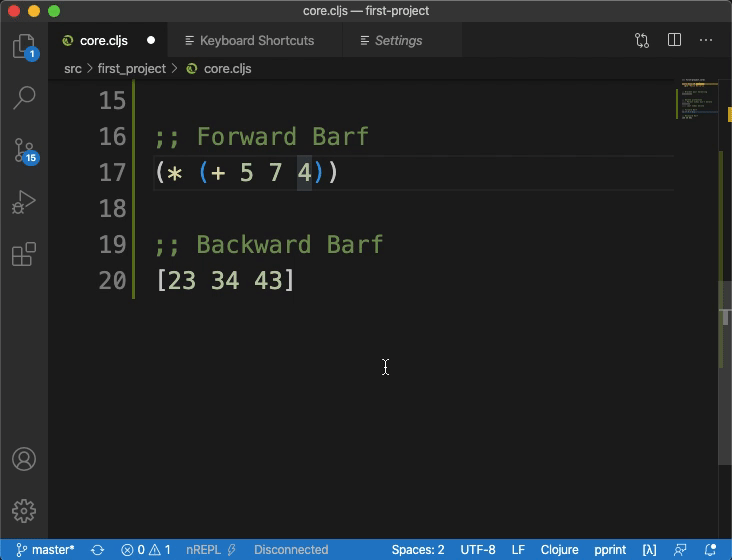 core.cljs — first-project
core.cljs ● Keyboard Shortcuts Settings ···
src > first_project > core.cljs
1
15
15
16 ;; Forward Barf
17 (* (+ 5 7 4))
18
19 ;; Backward Barf
20 [23 34 43]
master* 0 1 nREPL Disconnected Spaces: 2 UTF-8 LF Clojure pprint [λ]